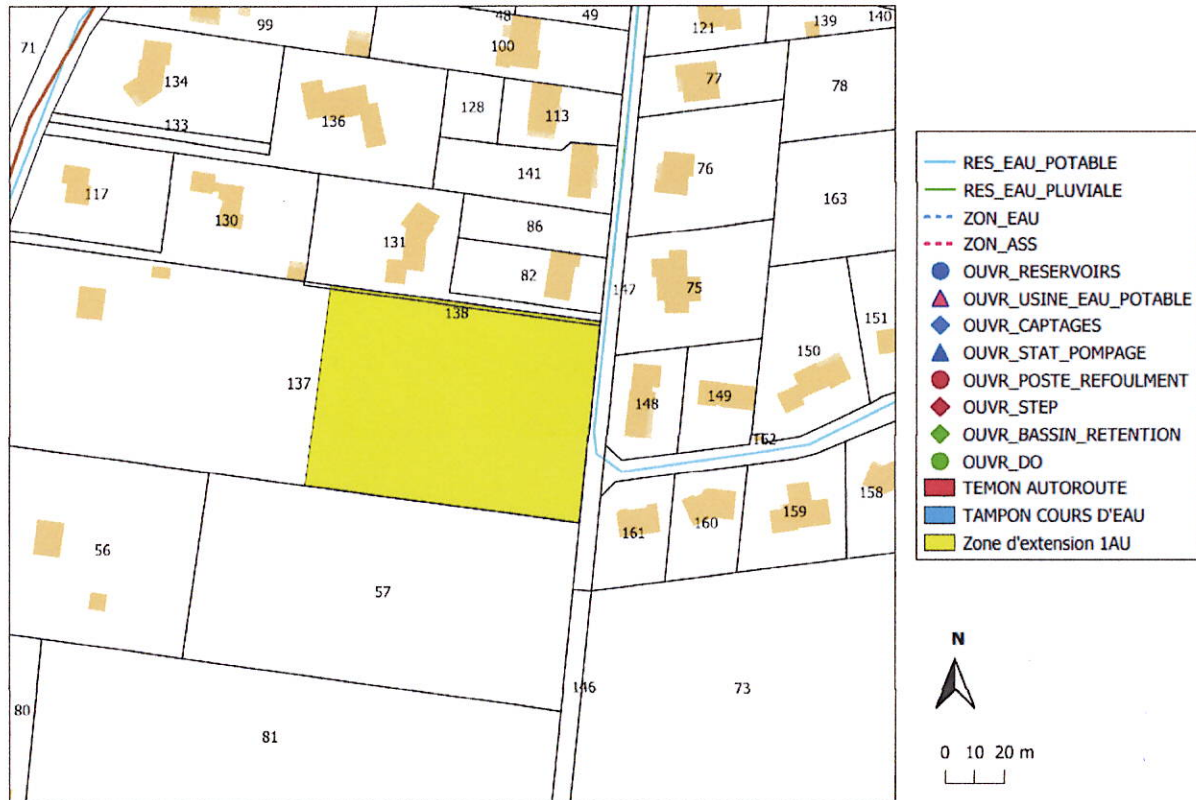 48
49
99
121
139
140
71
100
134
77
78
128
113
133
136
76
141
163
117
130
86
131
82
147
75
138
151
150
137
148
149
162
158
161
160
159
56
57
146
73
80
81
RES_EAU_POTABLE
RES_EAU_PLUVIALE
ZON_EAU
ZON_ASS
OUVR_RESERVOIRS
OUVR_USINE_EAU_POTABLE
OUVR_CAPTAGES
OUVR_STAT_POMPAGE
OUVR_POSTE_REFOULMENT
OUVR_STEP
OUVR_BASSIN_RETENTION
OUVR_DO
TEMON AUTOROUTE
TAMPON COURS D'EAU
Zone d'extension 1AU
N
0 10 20 m